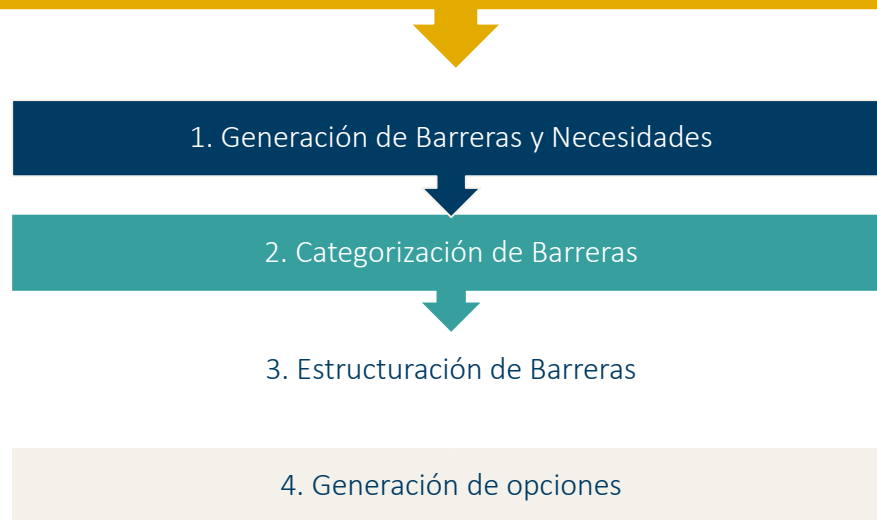 1. Generación de Barreras y Necesidades
2. Categorización de Barreras
3. Estructuración de Barreras
4. Generación de opciones